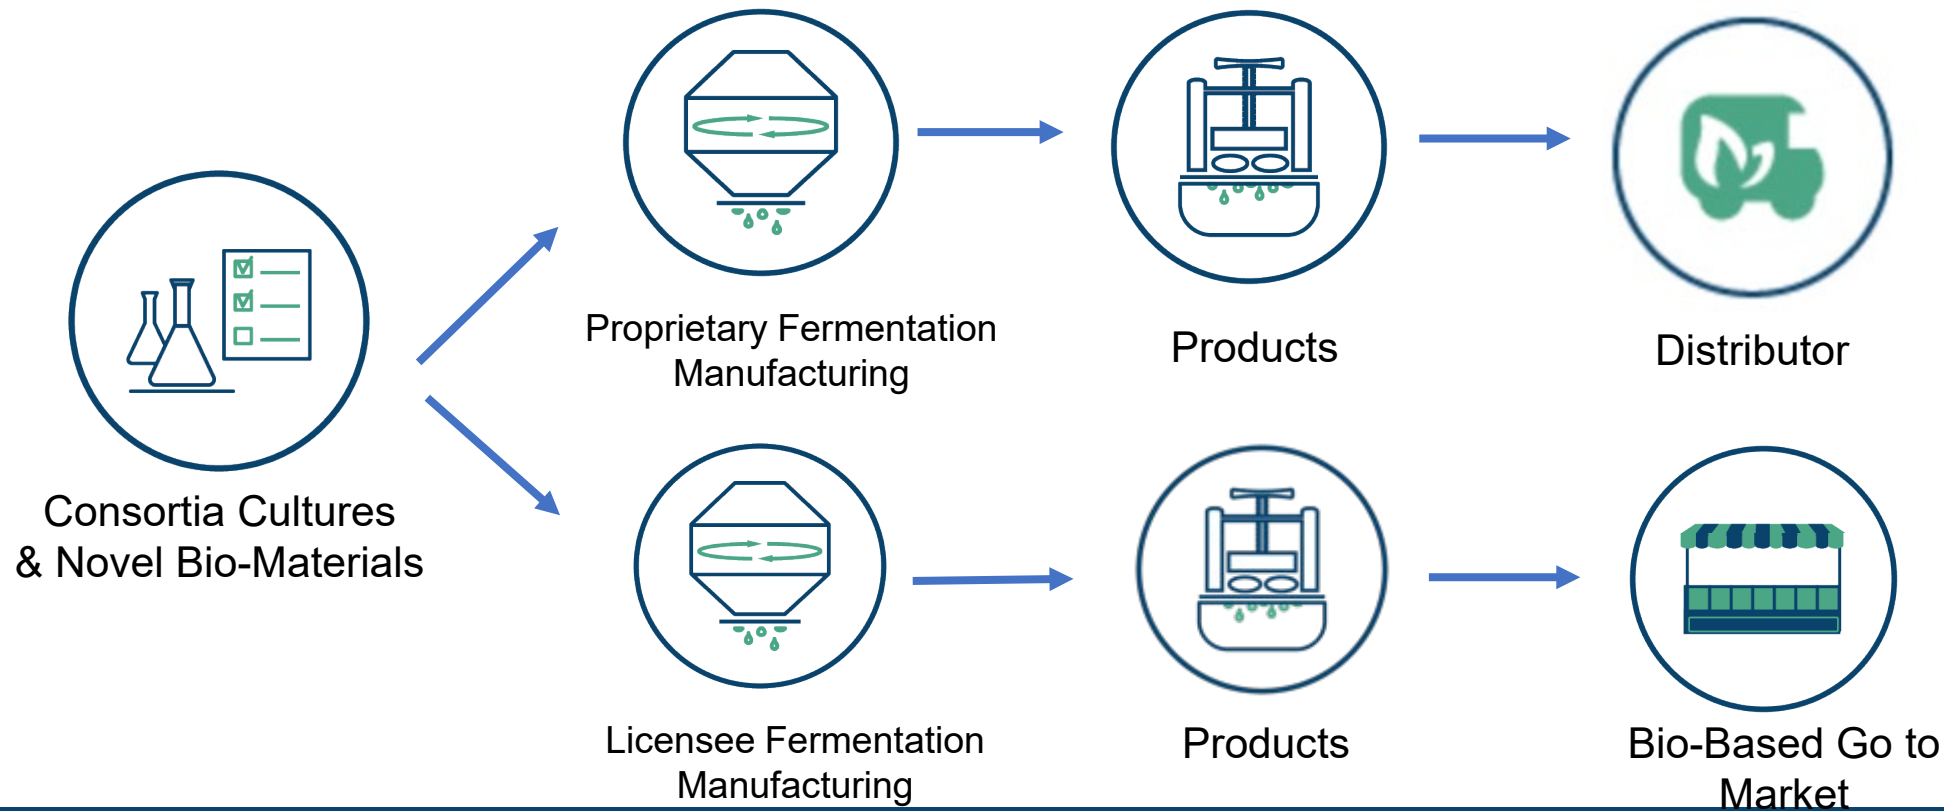 Proprietary Fermentation
Manufacturing
Products
Distributor
Consortia Cultures
& Novel Bio-Materials
Licensee Fermentation
Manufacturing
Products
Bio-Based Go to
Market